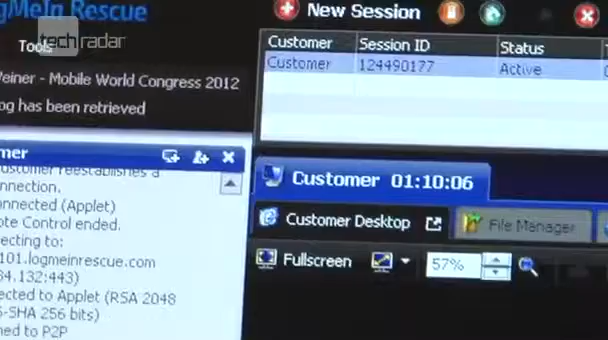 gMeIn Rescue
techradar
Tools
einer - Mobile World Congress 2012
og has been retrieved
mer
ustomer reestablishes a
nnection.
onnected (Applet)
ote Control ended.
ecting to:
101.logmeinrescue.com
34.132:443)
ected to Applet (RSA 2048
-SHA 256 bits)
ned to P2P
New Session
Customer Session ID Status
Customer 124490177 Active
Customer 01:10:06
Customer Desktop File Manager
Fullscreen 57%